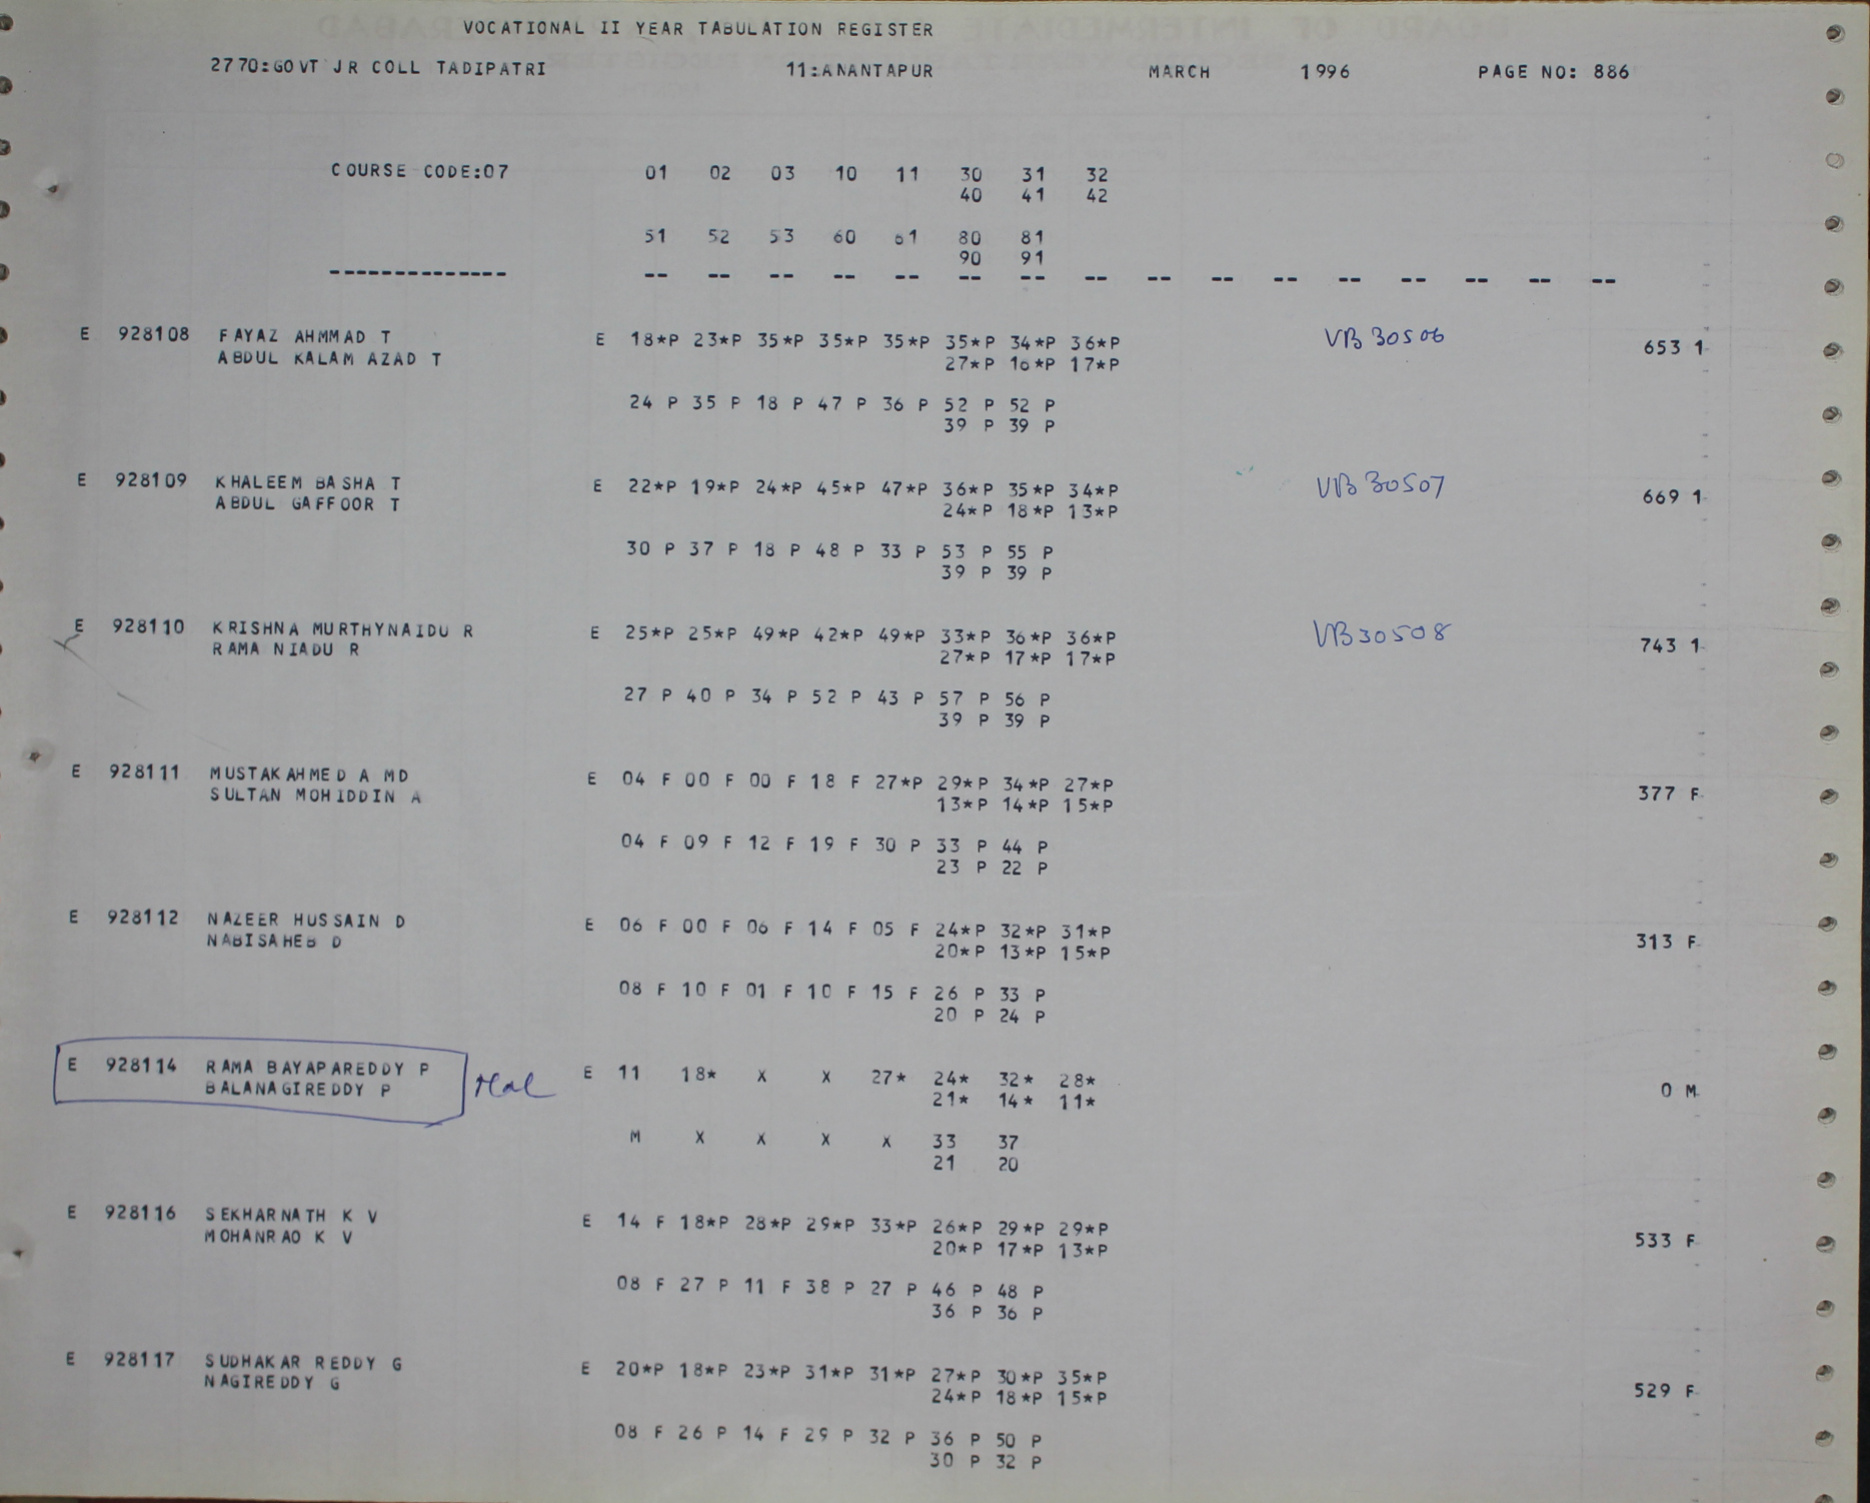 VOCATIONAL II YEAR TABULATION REGISTER
2770:GOVT JR COLL TADIPATRI 11:ANANTAPUR MARCH 1996 PAGE NO: 886
COURSE CODE:07 01 02 03 10 11 30 31 32
40 41 42
51 52 53 60 61 80 81
90 91
-------------- -- -- -- -- -- -- -- -- -- -- -- -- -- -- -- --
E 928108 FAYAZ AHMMAD T E 18*P 23*P 35*P 35*P 35*P 35*P 34*P 36*P VB 30506
ABDUL KALAM AZAD T 27*P 16*P 17*P 653 1
24 P 35 P 18 P 47 P 36 P 52 P 52 P
39 P 39 P
E 928109 KHALEEM BASHA T E 22*P 19*P 24*P 45*P 47*P 36*P 35*P 34*P VB 30507
ABDUL GAFFOOR T 24*P 18*P 13*P 669 1
30 P 37 P 18 P 48 P 33 P 53 P 55 P
39 P 39 P
E 928110 KRISHNA MURTHYNAIDU R E 25*P 25*P 49*P 42*P 49*P 33*P 36*P 36*P VB30508
RAMA NIADU R 27*P 17*P 17*P 743 1
27 P 40 P 34 P 52 P 43 P 57 P 56 P
39 P 39 P
E 928111 MUSTAKAHMED A MD E 04 F 00 F 00 F 18 F 27*P 29*P 34*P 27*P
SULTAN MOHIDDIN A 13*P 14*P 15*P 377 F
04 F 09 F 12 F 19 F 30 P 33 P 44 P
23 P 22 P
E 928112 NAZEER HUSSAIN D E 06 F 00 F 06 F 14 F 05 F 24*P 32*P 31*P
NABISAHEB D 20*P 13*P 15*P 313 F
08 F 10 F 01 F 10 F 15 F 26 P 33 P
20 P 24 P
E 928114 RAMA BAYAPAREDDY P E 11 18* X X 27* 24* 32* 28*
BALANAGIREDDY P 21* 14* 11* 0 M
M X X X X 33 37
21 20
E 928116 SEKHARNATH K V E 14 F 18*P 28*P 29*P 33*P 26*P 29*P 29*P
MOHANRAO K V 20*P 17*P 13*P 533 F
08 F 27 P 11 F 38 P 27 P 46 P 48 P
36 P 36 P
E 928117 SUDHAKAR REDDY G E 20*P 18*P 23*P 31*P 31*P 27*P 30*P 35*P
NAGIREDDY G 24*P 18*P 15*P 529 F
08 F 26 P 14 F 29 P 32 P 36 P 50 P
30 P 32 P